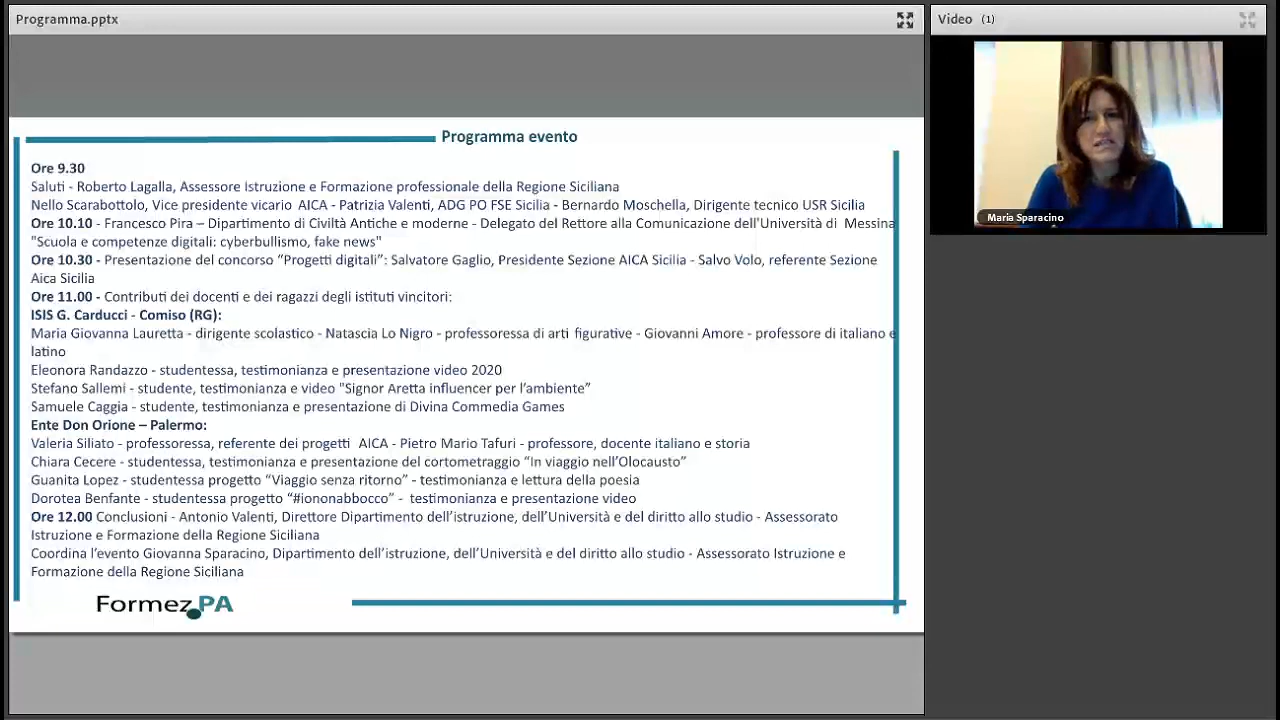 Programma.pptx
Video (1)
Maria Sparacino
Programma evento
Ore 9.30
Saluti - Roberto Lagalla, Assessore Istruzione e Formazione professionale della Regione Siciliana
Nello Scarabottolo, Vice presidente vicario AICA - Patrizia Valenti, ADG PO FSE Sicilia - Bernardo Moschella, Dirigente tecnico USR Sicilia
Ore 10.10 - Francesco Pira – Dipartimento di Civiltà Antiche e moderne - Delegato del Rettore alla Comunicazione dell'Università di Messina
"Scuola e competenze digitali: cyberbullismo, fake news"
Ore 10.30 - Presentazione del concorso “Progetti digitali”: Salvatore Gaglio, Presidente Sezione AICA Sicilia - Salvo Volo, referente Sezione
Aica Sicilia
Ore 11.00 - Contributi dei docenti e dei ragazzi degli istituti vincitori:
ISIS G. Carducci - Comiso (RG):
Maria Giovanna Lauretta - dirigente scolastico - Natascia Lo Nigro - professoressa di arti figurative - Giovanni Amore - professore di italiano e
latino
Eleonora Randazzo - studentessa, testimonianza e presentazione video 2020
Stefano Sallemi - studente, testimonianza e video "Signor Aretta influencer per l’ambiente”
Samuele Caggia - studente, testimonianza e presentazione di Divina Commedia Games
Ente Don Orione – Palermo:
Valeria Siliato - professoressa, referente dei progetti AICA - Pietro Mario Tafuri - professore, docente italiano e storia
Chiara Cecere - studentessa, testimonianza e presentazione del cortometraggio “In viaggio nell’Olocausto”
Guanita Lopez - studentessa progetto “Viaggio senza ritorno” - testimonianza e lettura della poesia
Dorotea Benfante - studentessa progetto “#iononabbocco” - testimonianza e presentazione video
Ore 12.00 Conclusioni - Antonio Valenti, Direttore Dipartimento dell’istruzione, dell’Università e del diritto allo studio - Assessorato
Istruzione e Formazione della Regione Siciliana
Coordina l’evento Giovanna Sparacino, Dipartimento dell’istruzione, dell’Università e del diritto allo studio - Assessorato Istruzione e
Formazione della Regione Siciliana
Formez PA